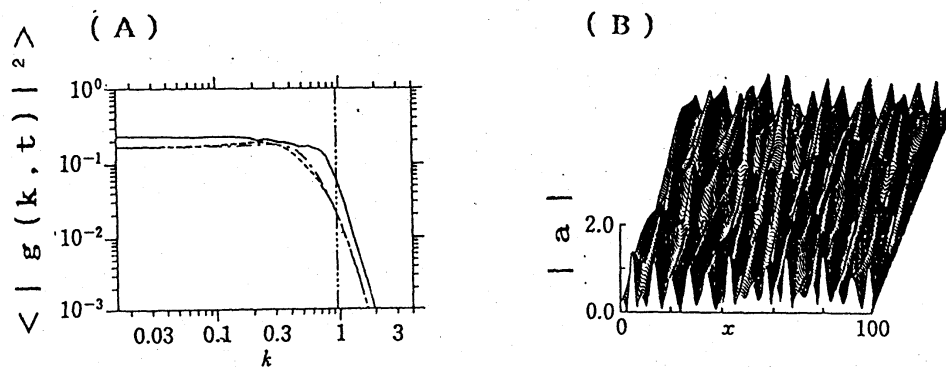 (A)
< | g(k, t) | ² >
10⁰
10⁻¹
10⁻²
10⁻³
0.03 0.1 0.3 1 3
k
(B)
| a |
2.0
0.0
0 x 100